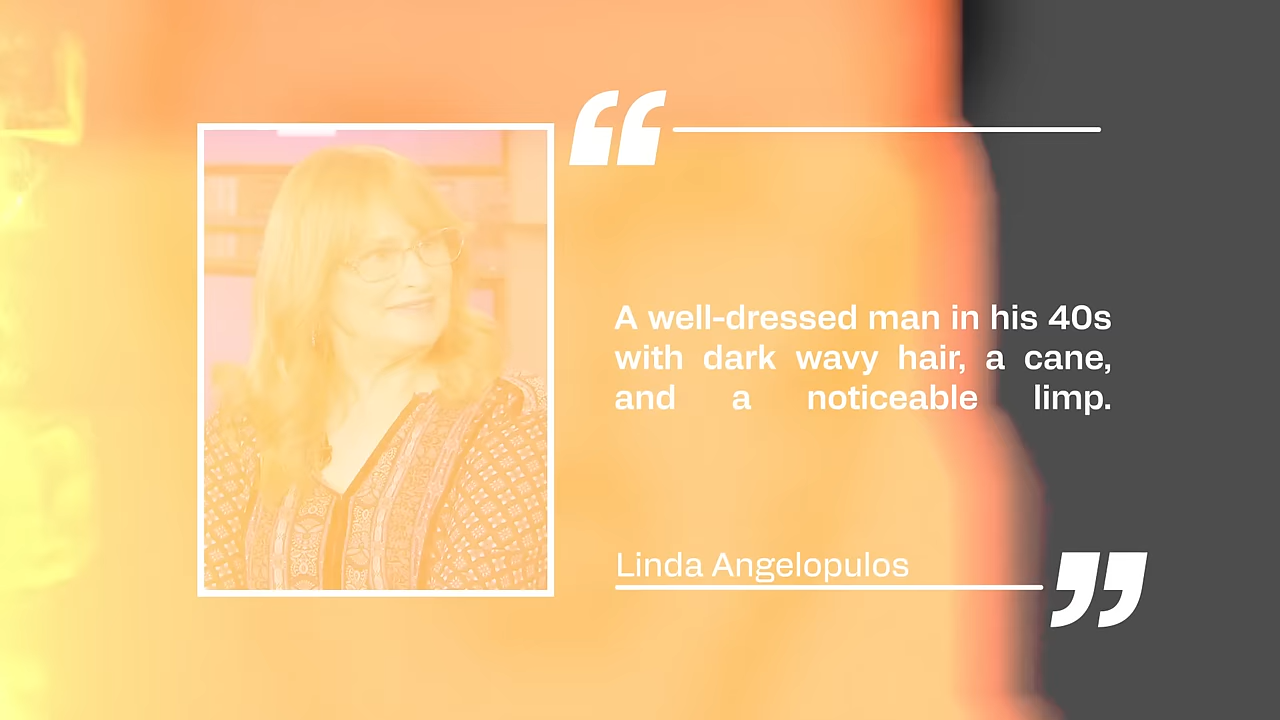 “
A well-dressed man in his 40s
with dark wavy hair, a cane,
and a noticeable limp.
Linda Angelopulos
”